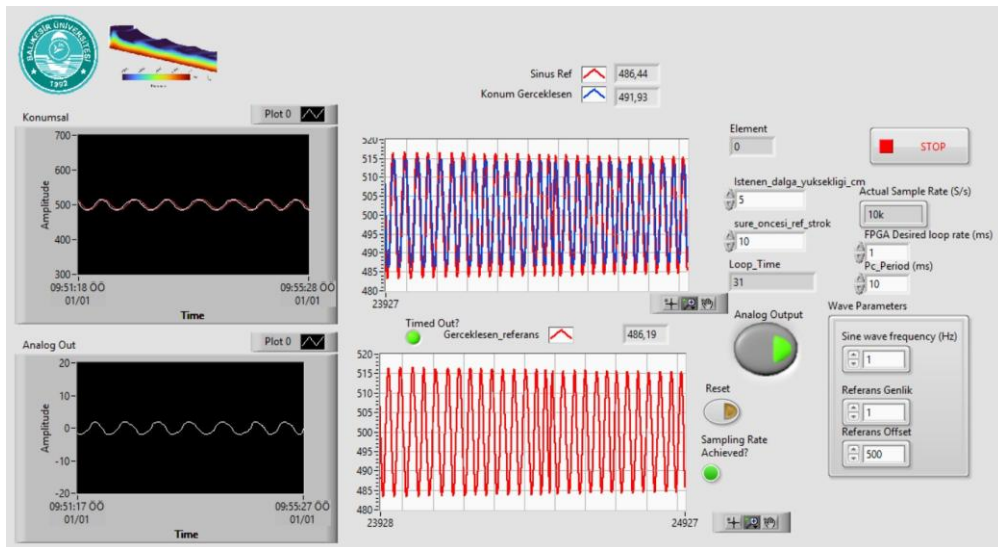 BALIKESİR ÜNİVERSİTESİ
1992
Sinus Ref 486,44
Konum Gerceklesen 491,93
Konumsal
Plot 0
Amplitude
700
600
500
400
300
09:51:18 ÖÖ
01/01
09:55:28 ÖÖ
01/01
Time
520
515
510
505
500
495
490
485
480
23927
Element
0
STOP
Istenen_dalga_yuksekligi_cm
5
Actual Sample Rate (S/s)
10k
sure_oncesi_ref_strok
10
FPGA Desired loop rate (ms)
1
Loop_Time
31
Pc_Period (ms)
10
Analog Output
Wave Parameters
Sine wave frequency (Hz)
1
Referans Genlik
1
Referans Offset
500
Timed Out?
Gerceklesen_referans 486,19
Analog Out
Plot 0
Amplitude
20
10
0
-10
-20
09:51:17 ÖÖ
01/01
09:55:27 ÖÖ
01/01
Time
520
515
510
505
500
495
490
485
480
23928
24927
Reset
Sampling Rate
Achieved?